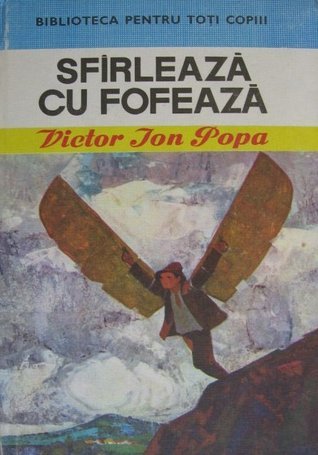 BIBLIOTECA PENTRU TOȚI COPIII
SFÎRLEAZĂ
CU FOFEAZĂ
Victor Ion Popa